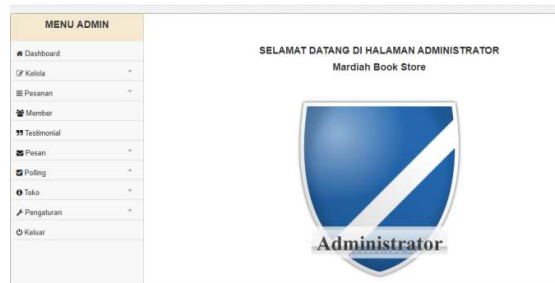 MENU ADMIN
Dashboard
Kelola
Pesanan
Member
Testimonial
Pesan
Polling
Toko
Pengaturan
Keluar
SELAMAT DATANG DI HALAMAN ADMINISTRATOR
Mardiah Book Store
Administrator